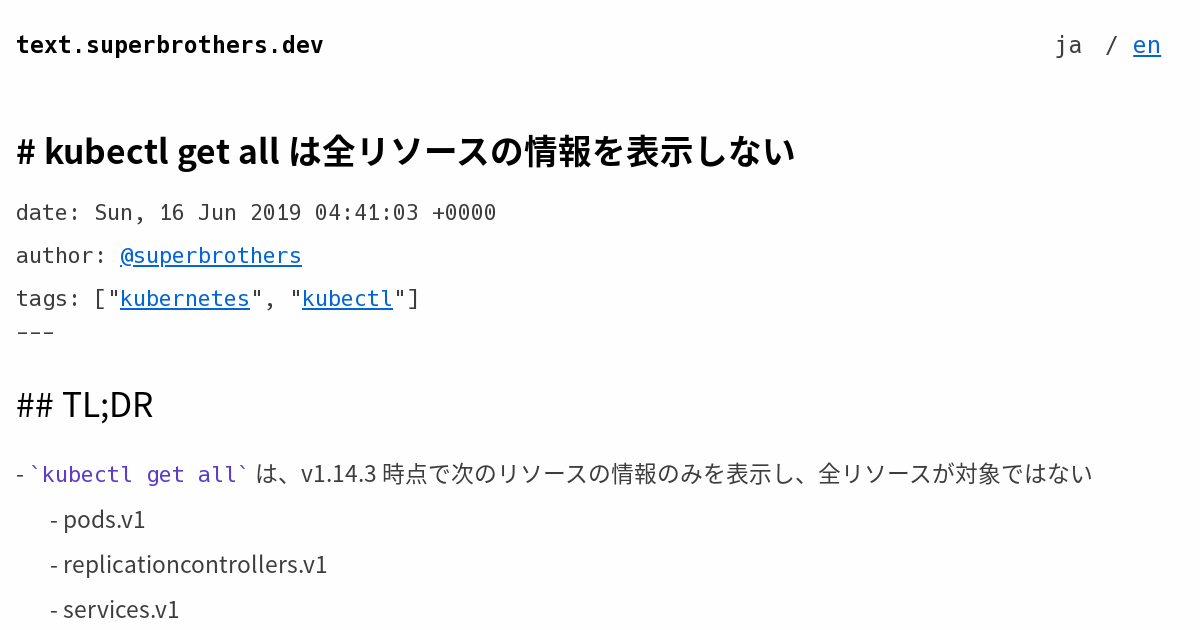 text.superbrothers.dev
ja / en
# kubectl get all は全リソースの情報を表示しない
date: Sun, 16 Jun 2019 04:41:03 +0000
author: @superbrothers
tags: ["kubernetes", "kubectl"]
---
## TL;DR
- `kubectl get all` は、v1.14.3 時点で次のリソースの情報のみを表示し、全リソースが対象ではない
- pods.v1
- replicationcontrollers.v1
- services.v1